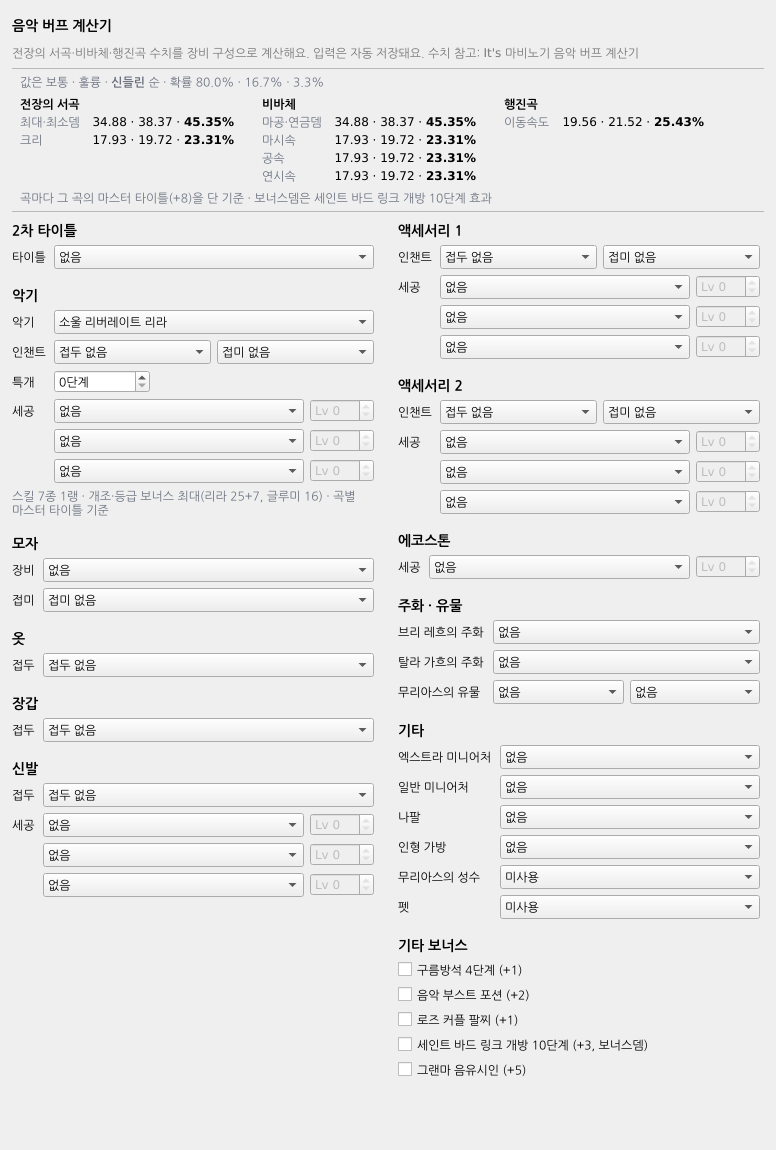 음악 버프 계산기
전장의 서곡·비바체·행진곡 수치를 장비 구성으로 계산해요. 입력은 자동 저장돼요. 수치 참고: It's 마비노기 음악 버프 계산기
값은 보통 · 훌륭 · 신들린 순 · 확률 80.0% · 16.7% · 3.3%
전장의 서곡
최대·최소뎀 34.88 · 38.37 · 45.35%
크리 17.93 · 19.72 · 23.31%
비바체
마공·연금뎀 34.88 · 38.37 · 45.35%
마시속 17.93 · 19.72 · 23.31%
공속 17.93 · 19.72 · 23.31%
연시속 17.93 · 19.72 · 23.31%
행진곡
이동속도 19.56 · 21.52 · 25.43%
곡마다 그 곡의 마스터 타이틀(+8)을 단 기준 · 보너스뎀은 세인트 바드 링크 개방 10단계 효과
2차 타이틀
타이틀 없음
악기
악기 소울 리버레이트 리라
인챈트 접두 없음 접미 없음
특개 0단계
세공 없음 Lv 0
없음 Lv 0
없음 Lv 0
스킬 7종 1랭 · 개조·등급 보너스 최대(리라 25+7, 글루미 16) · 곡별
마스터 타이틀 기준
모자
장비 없음
접미 접미 없음
옷
접두 접두 없음
장갑
접두 접두 없음
신발
접두 접두 없음
세공 없음 Lv 0
없음 Lv 0
없음 Lv 0
액세서리 1
인챈트 접두 없음 접미 없음
세공 없음 Lv 0
없음 Lv 0
없음 Lv 0
액세서리 2
인챈트 접두 없음 접미 없음
세공 없음 Lv 0
없음 Lv 0
없음 Lv 0
에코스톤
세공 없음 Lv 0
주화 · 유물
브리 레흐의 주화 없음
탈라 가흐의 주화 없음
무리아스의 유물 없음 없음
기타
엑스트라 미니어처 없음
일반 미니어처 없음
나팔 없음
인형 가방 없음
무리아스의 성수 미사용
펫 미사용
기타 보너스
구름방석 4단계 (+1)
음악 부스트 포션 (+2)
로즈 커플 팔찌 (+1)
세인트 바드 링크 개방 10단계 (+3, 보너스뎀)
그랜마 음유시인 (+5)